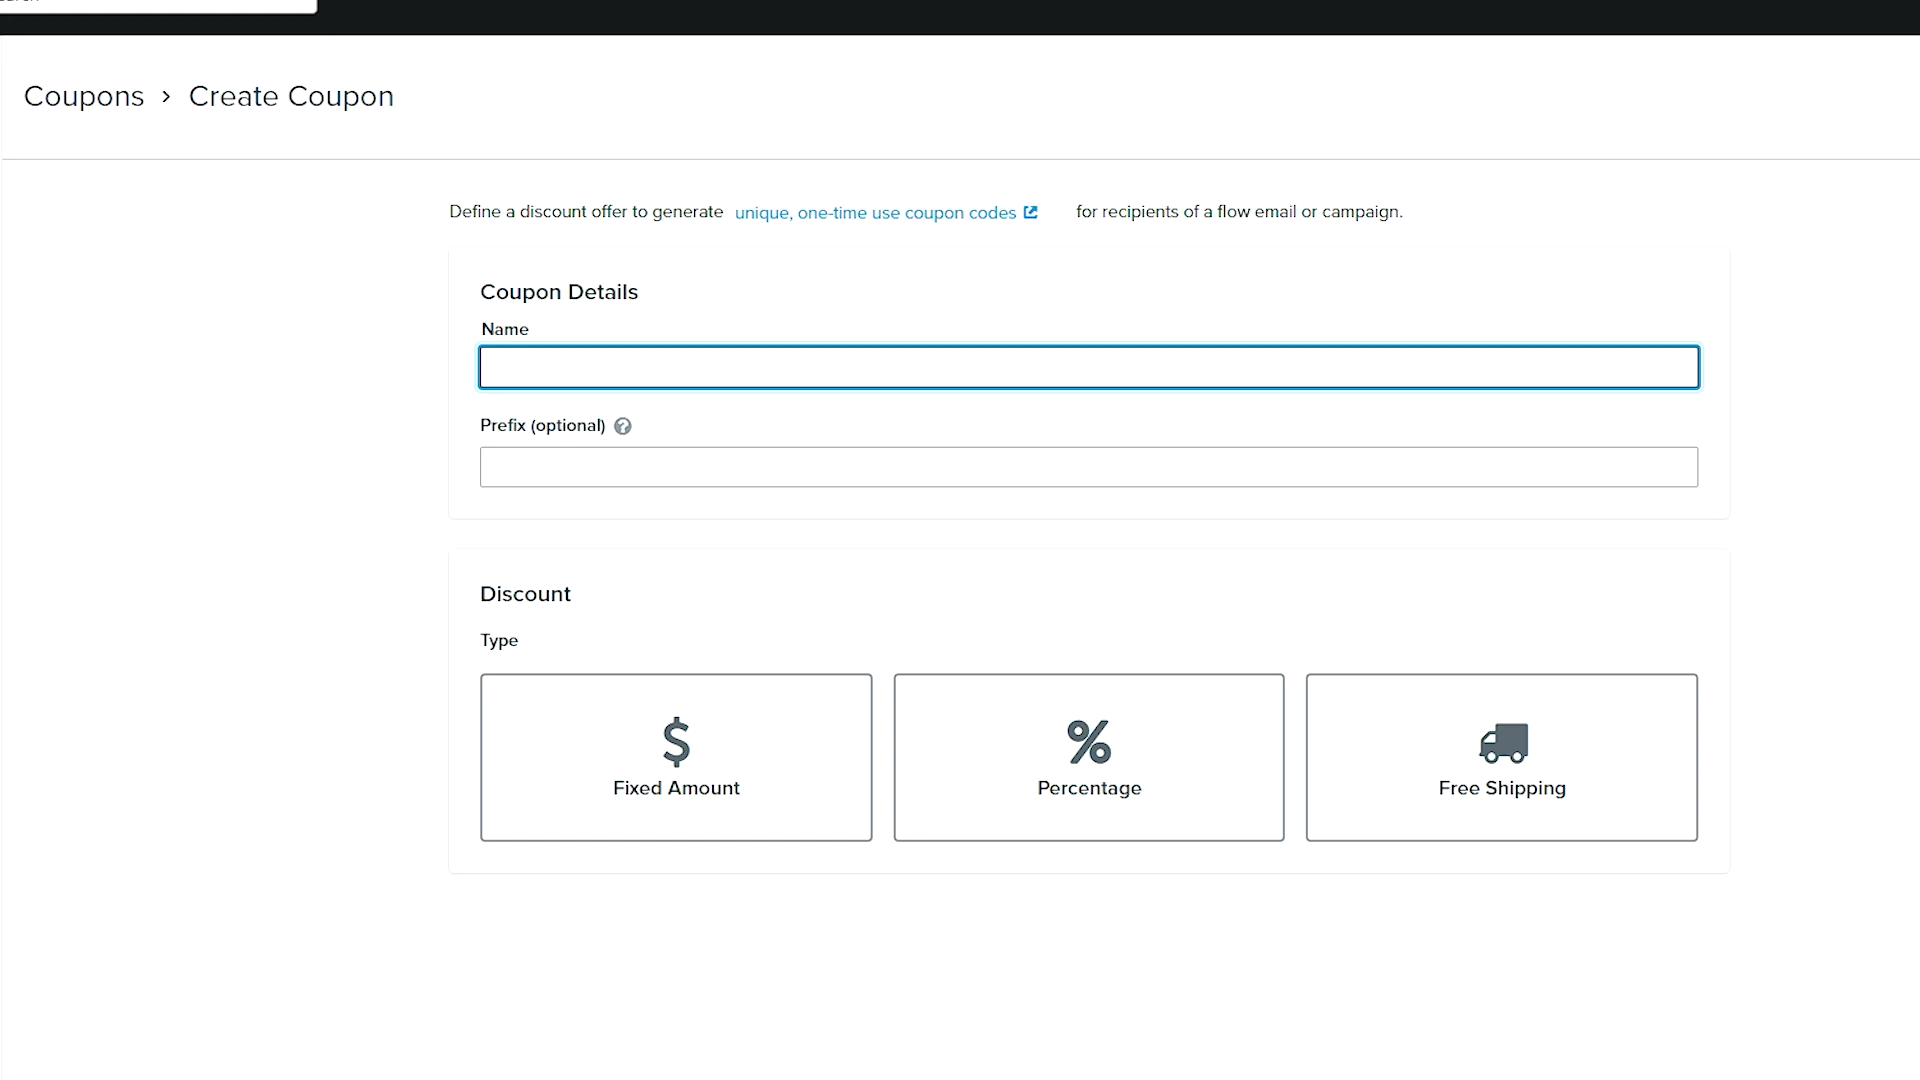 Coupons › Create Coupon
Define a discount offer to generate unique, one-time use coupon codes for recipients of a flow email or campaign.
Coupon Details
Name
Prefix (optional) ?
Discount
Type
$ % 
Fixed Amount Percentage Free Shipping